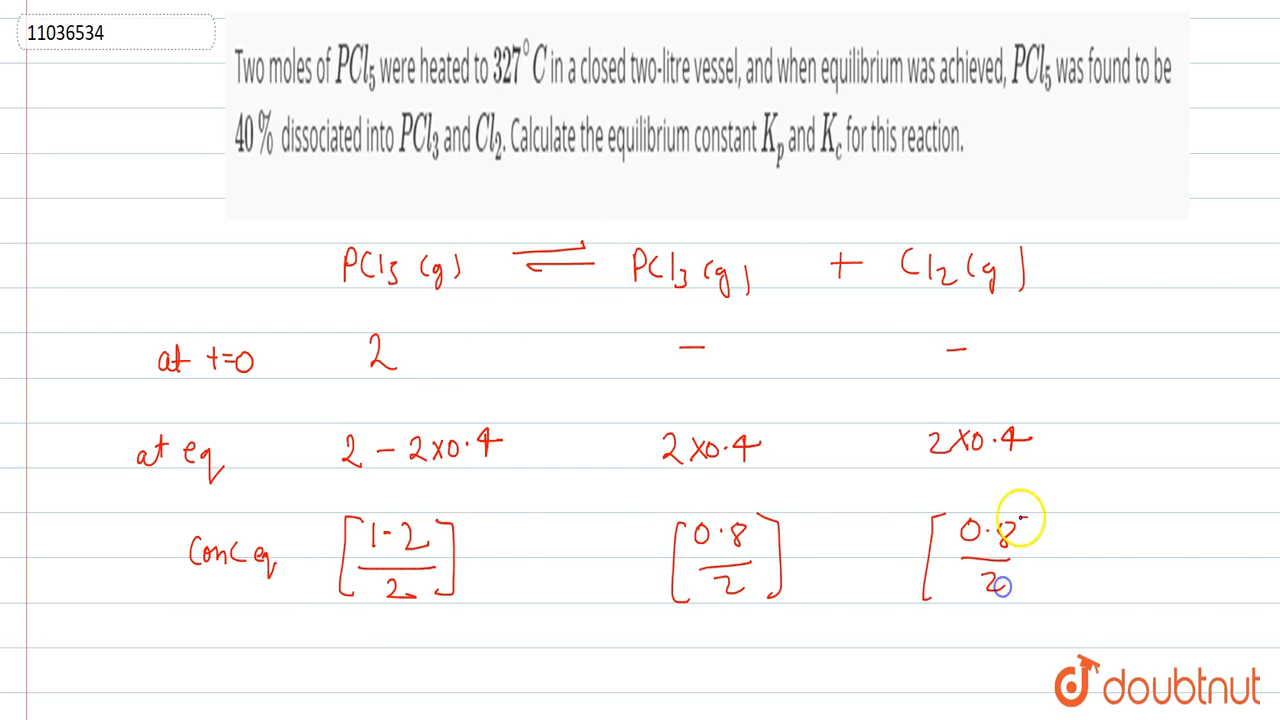 11036534
Two moles of PCl₅ were heated to 327° C in a closed two-litre vessel, and when equilibrium was achieved, PCl₅ was found to be
40% dissociated into PCl₃ and Cl₂. Calculate the equilibrium constant Kₚ and K_c for this reaction.
PCl₅ (g) ⇌ PCl₃ (g) + Cl₂ (g)
at t=0 2 – –
at eq 2 – 2×0.4 2×0.4 2×0.4
Conc eq [1.2/2] [0.8/2] [0.8/2
doubtnut